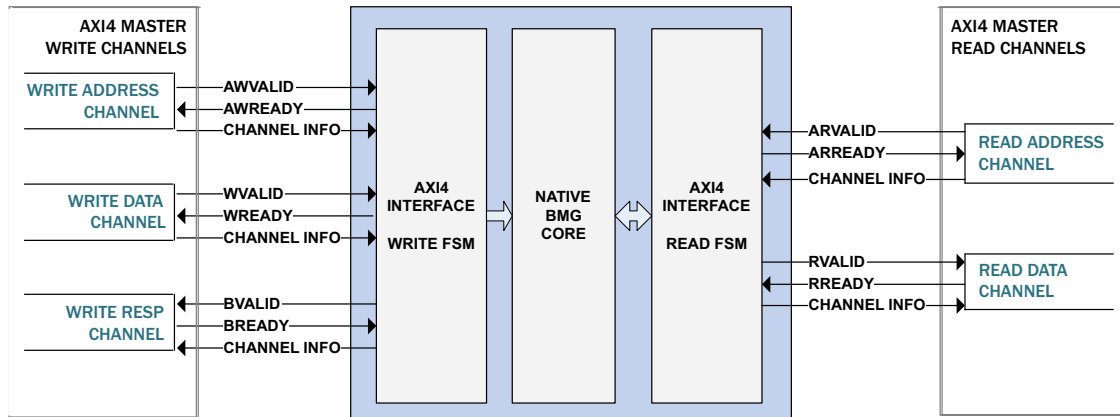 AXI4 MASTER
WRITE CHANNELS
WRITE ADDRESS
CHANNEL
AWVALID
AWREADY
CHANNEL INFO
WRITE DATA
CHANNEL
WVALID
WREADY
CHANNEL INFO
WRITE RESP
CHANNEL
BVALID
BREADY
CHANNEL INFO
AXI4
INTERFACE
WRITE FSM
NATIVE
BMG
CORE
AXI4
INTERFACE
READ FSM
AXI4 MASTER
READ CHANNELS
ARVALID
ARREADY
CHANNEL INFO
READ ADDRESS
CHANNEL
RVALID
RREADY
CHANNEL INFO
READ DATA
CHANNEL